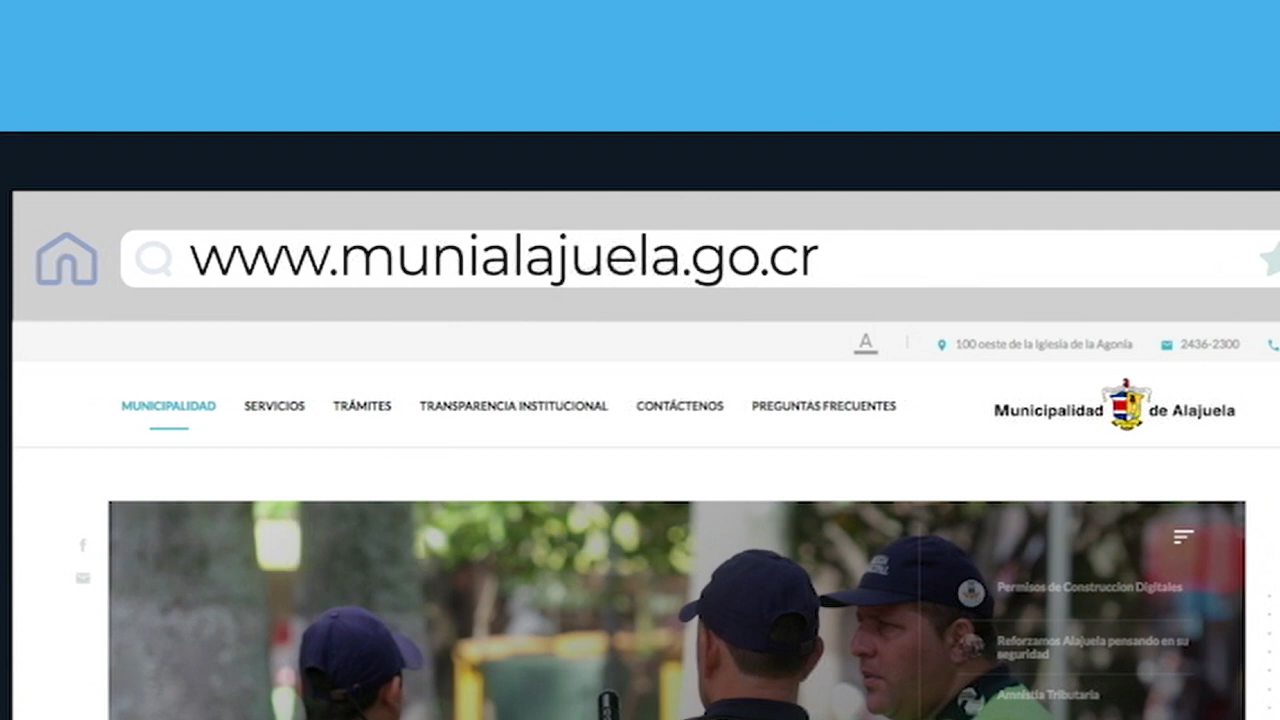 www.munialajuela.go.cr
A
100 oeste de la Iglesia de la Agonía
2436-2300
MUNICIPALIDAD
SERVICIOS
TRÁMITES
TRANSPARENCIA INSTITUCIONAL
CONTÁCTENOS
PREGUNTAS FRECUENTES
Municipalidad de Alajuela
f
Permisos de Construccion Digitales
Reforzamos Alajuela pensando en su
seguridad
Amnistia Tributaria